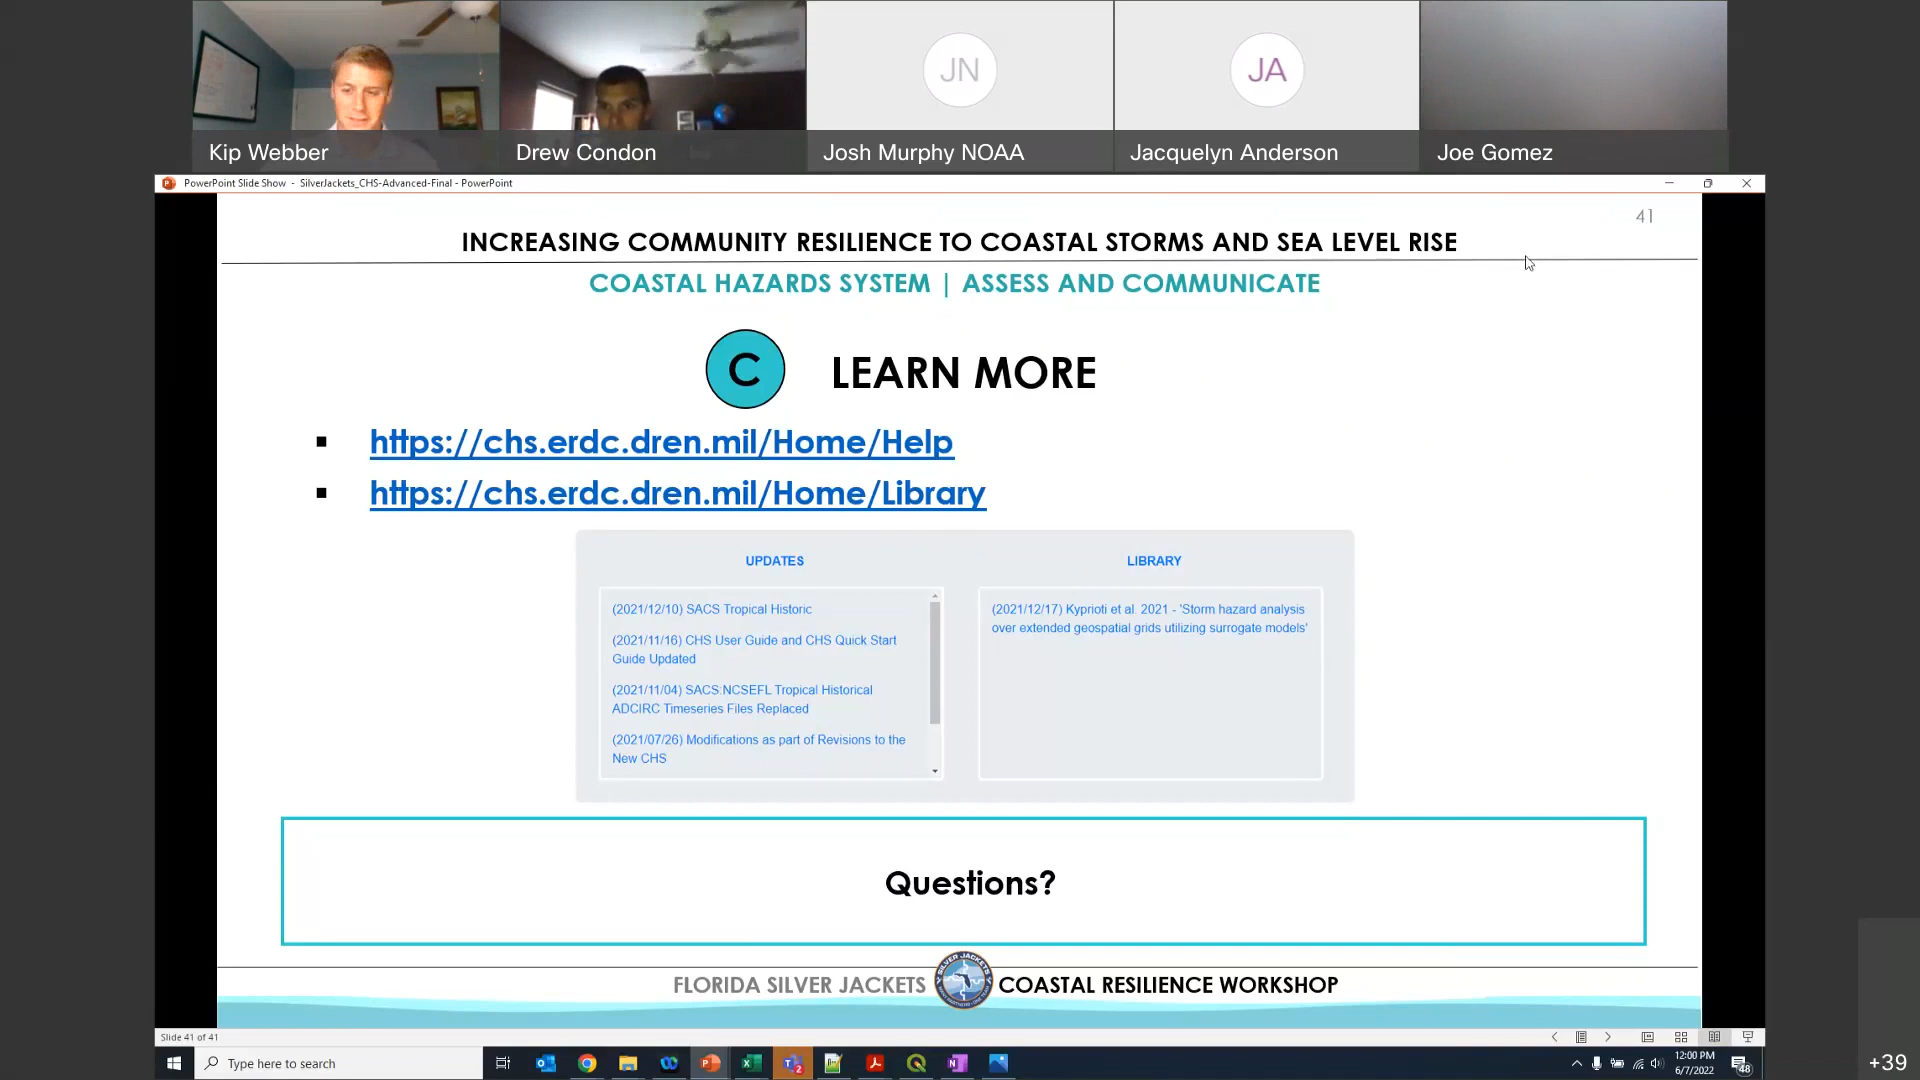 JN
JA
Kip Webber
Drew Condon
Josh Murphy NOAA
Jacquelyn Anderson
Joe Gomez
PowerPoint Slide Show - SilverJackets_CHS-Advanced-Final - PowerPoint
41
INCREASING COMMUNITY RESILIENCE TO COASTAL STORMS AND SEA LEVEL RISE
COASTAL HAZARDS SYSTEM | ASSESS AND COMMUNICATE
C LEARN MORE
https://chs.erdc.dren.mil/Home/Help
https://chs.erdc.dren.mil/Home/Library
UPDATES
(2021/12/10) SACS Tropical Historic
(2021/11/16) CHS User Guide and CHS Quick Start
Guide Updated
(2021/11/04) SACS:NCSEFL Tropical Historical
ADCIRC Timeseries Files Replaced
(2021/07/26) Modifications as part of Revisions to the
New CHS
LIBRARY
(2021/12/17) Kyprioti et al. 2021 - 'Storm hazard analysis
over extended geospatial grids utilizing surrogate models'
Questions?
FLORIDA SILVER JACKETS
SILVER JACKETS
COASTAL RESILIENCE WORKSHOP
Slide 41 of 41
Type here to search
12:00 PM
6/7/2022
48
+39